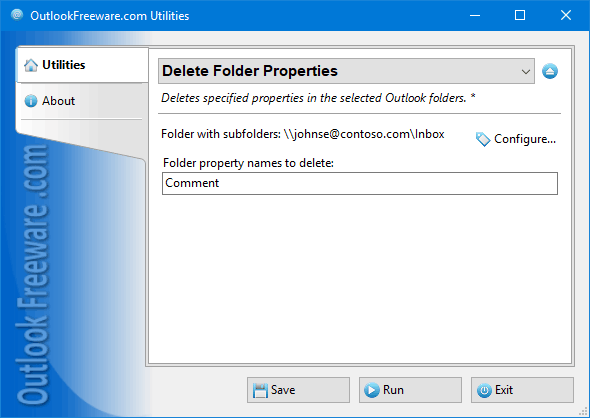 OutlookFreeware.com Utilities
Utilities
About
Delete Folder Properties
Deletes specified properties in the selected Outlook folders. *
Folder with subfolders: \\johnse@contoso.com\Inbox
Configure...
Folder property names to delete:
Comment
Outlook Freeware .com
Save
Run
Exit